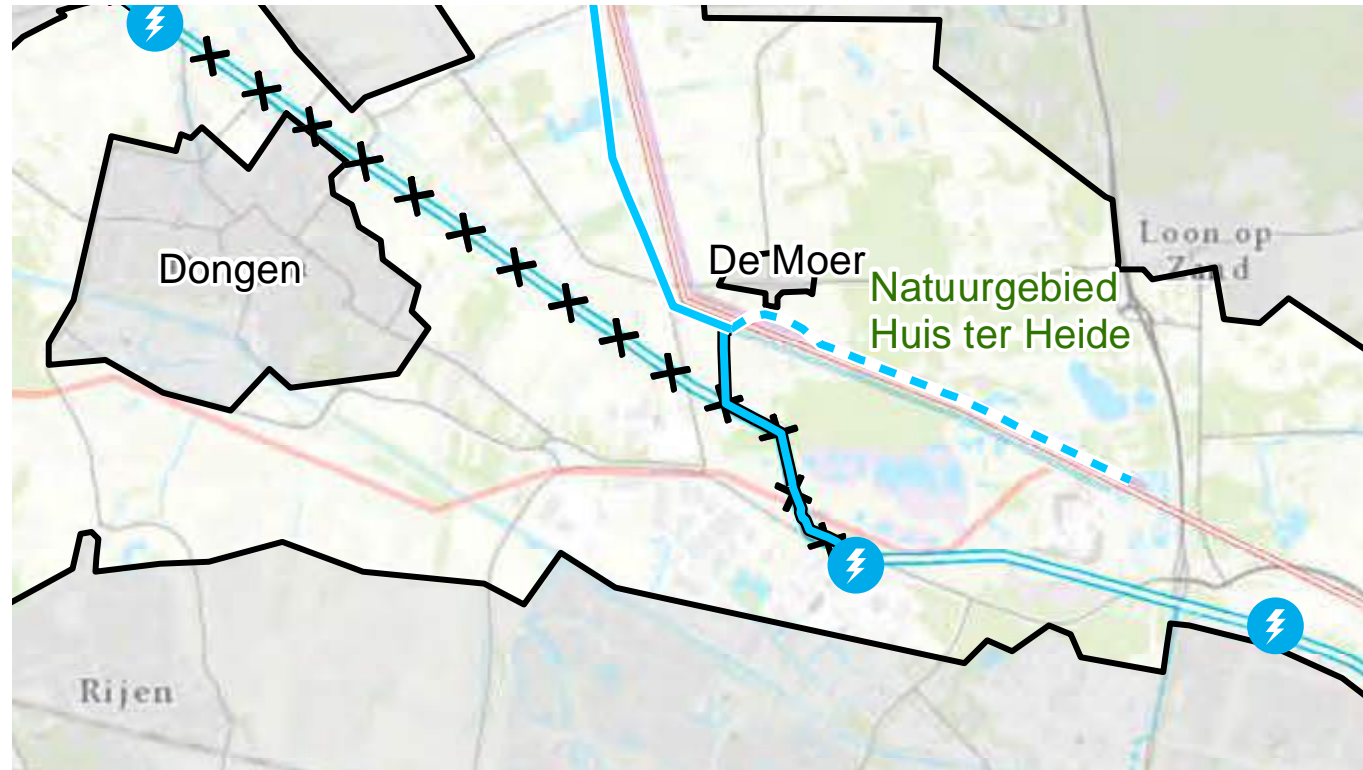 Loon op
Zand
De Moer
Dongen
Natuurgebied
Huis ter Heide
Rijen